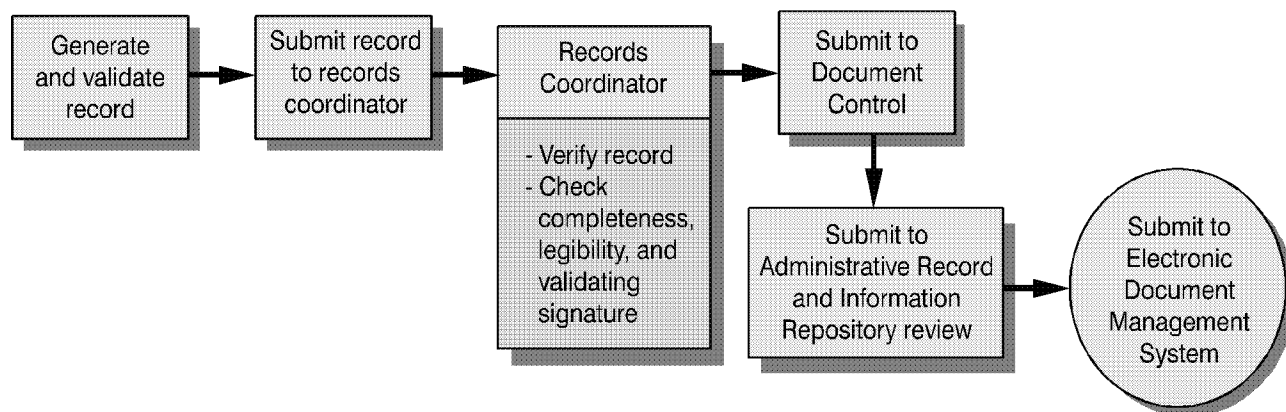 Generate
and validate
record
Submit record
to records
coordinator
Records
Coordinator
- Verify record
- Check
completeness,
legibility, and
validating
signature
Submit to
Document
Control
Submit to
Administrative Record
and Information
Repository review
Submit to
Electronic
Document
Management
System